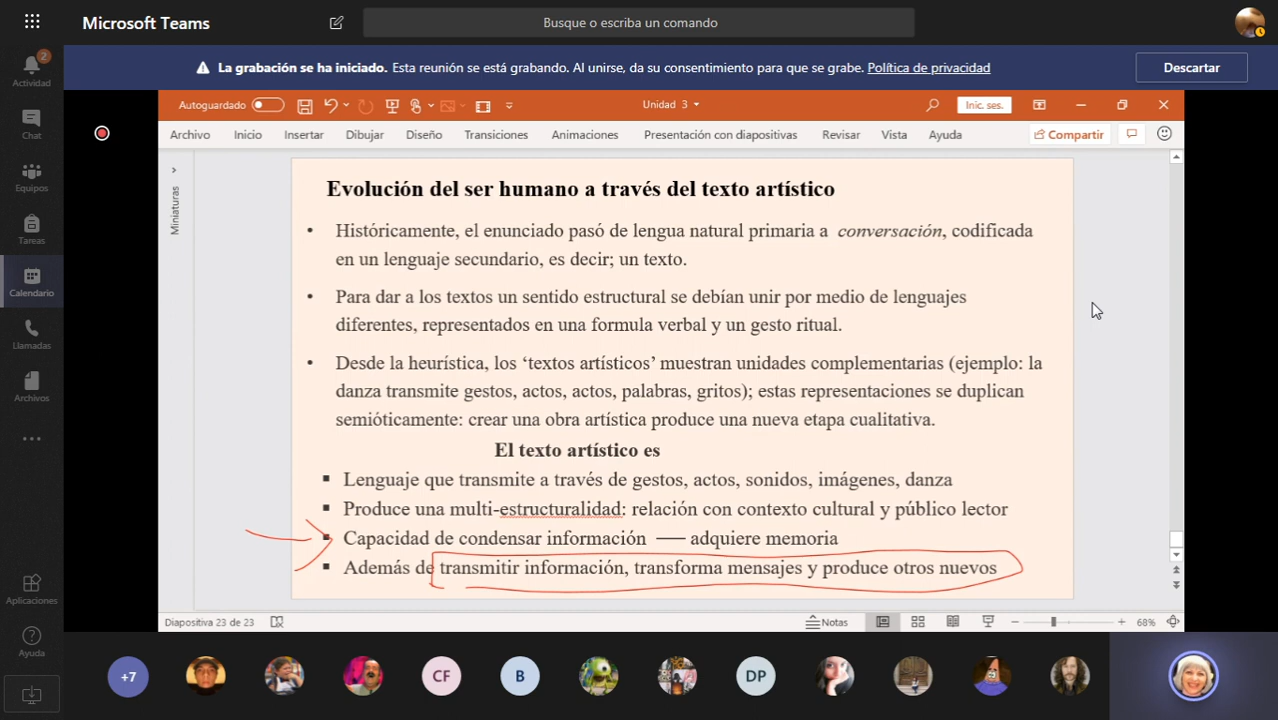 Microsoft Teams
Busque o escriba un comando
La grabación se ha iniciado. Esta reunión se está grabando. Al unirse, da su consentimiento para que se grabe. Política de privacidad
Descartar
2
Actividad
Chat
Equipos
Tareas
Calendario
Llamadas
Archivos
Aplicaciones
Ayuda
Autoguardado
Unidad 3
Inic. ses.
Archivo Inicio Insertar Dibujar Diseño Transiciones Animaciones Presentación con diapositivas Revisar Vista Ayuda
Compartir
Miniaturas
Evolución del ser humano a través del texto artístico
• Históricamente, el enunciado pasó de lengua natural primaria a conversación, codificada
en un lenguaje secundario, es decir; un texto.
• Para dar a los textos un sentido estructural se debían unir por medio de lenguajes
diferentes, representados en una formula verbal y un gesto ritual.
• Desde la heurística, los ‘textos artísticos’ muestran unidades complementarias (ejemplo: la
danza transmite gestos, actos, actos, palabras, gritos); estas representaciones se duplican
semióticamente: crear una obra artística produce una nueva etapa cualitativa.
El texto artístico es
▪ Lenguaje que transmite a través de gestos, actos, sonidos, imágenes, danza
▪ Produce una multi-estructuralidad: relación con contexto cultural y público lector
▪ Capacidad de condensar información — adquiere memoria
▪ Además de transmitir información, transforma mensajes y produce otros nuevos
Diapositiva 23 de 23
Notas
68%
+7
CF
B
DP